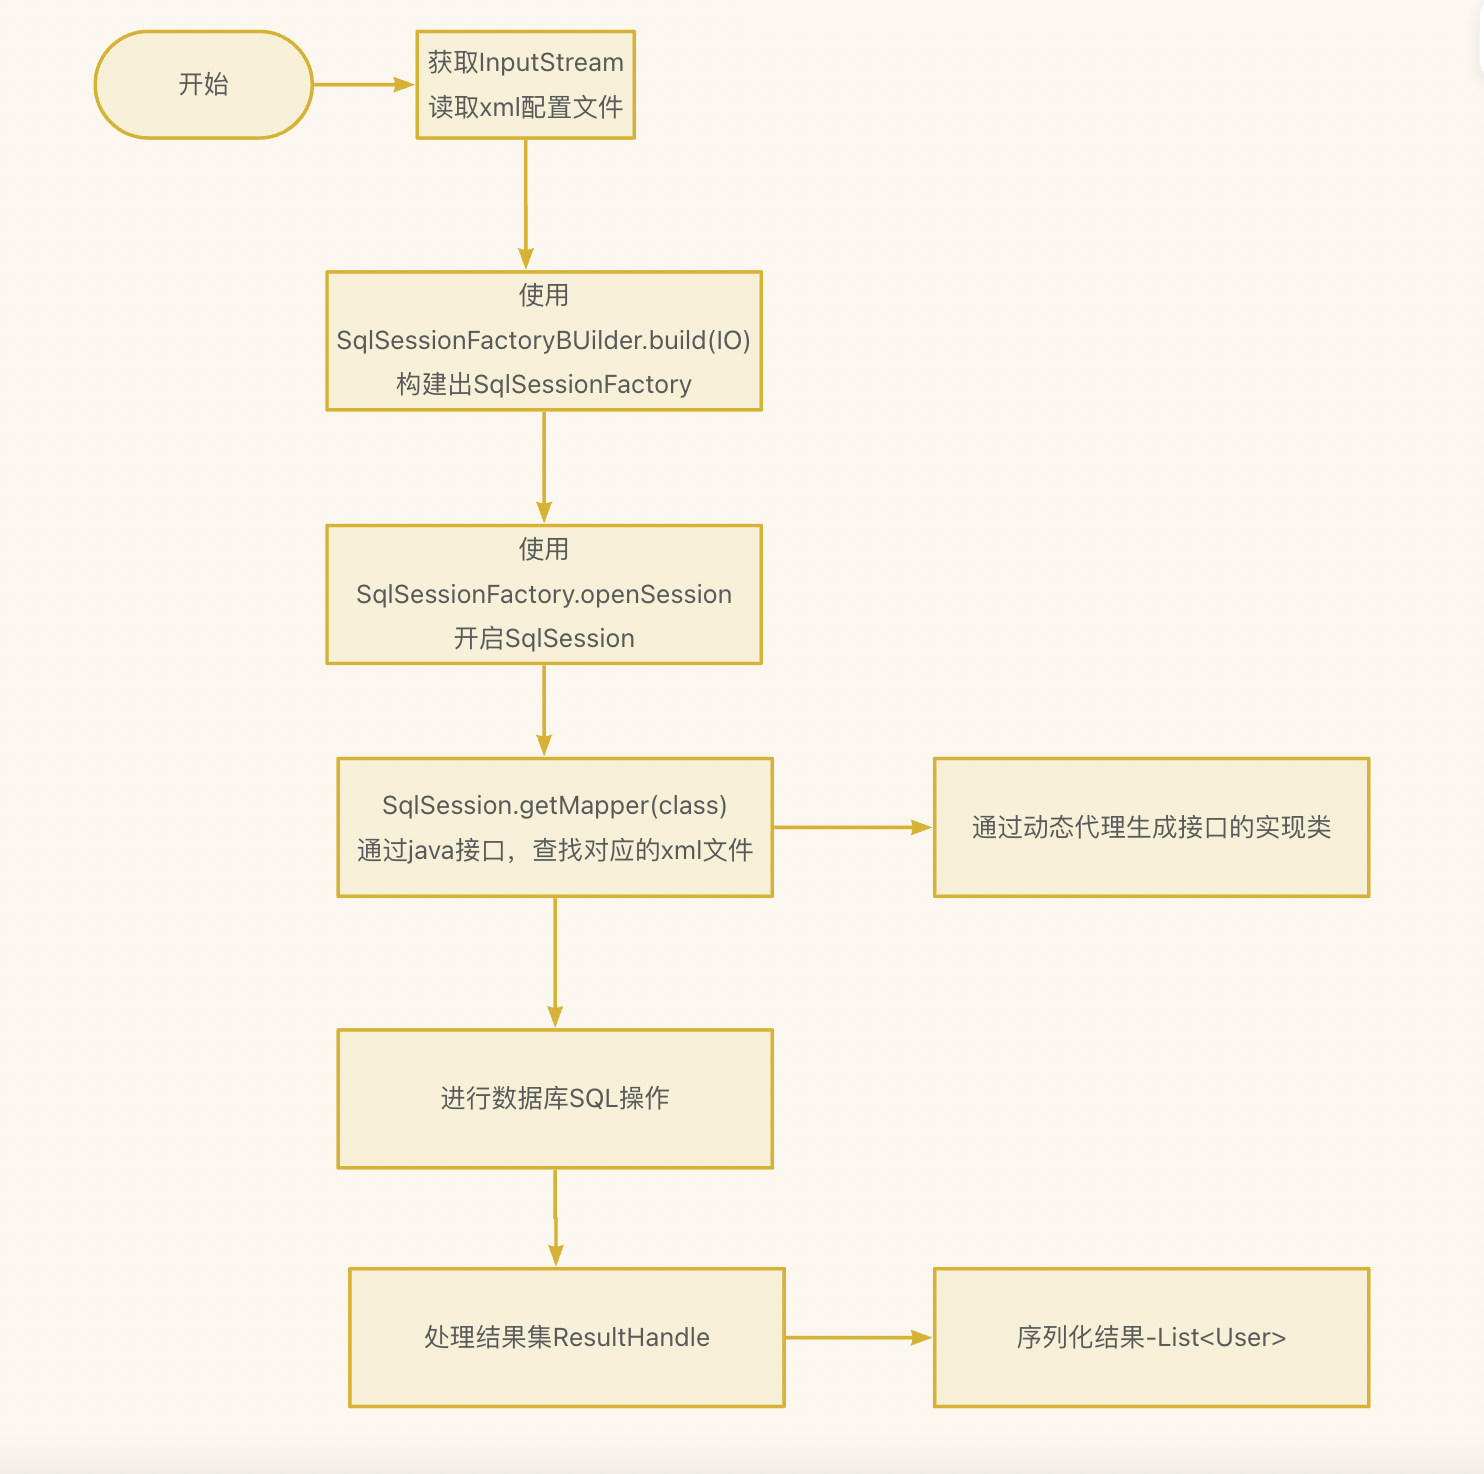 开始
获取InputStream
读取xml配置文件
使用
SqlSessionFactoryBUilder.build(IO)
构建出SqlSessionFactory
使用
SqlSessionFactory.openSession
开启SqlSession
SqlSession.getMapper(class)
通过java接口，查找对应的xml文件
通过动态代理生成接口的实现类
进行数据库SQL操作
处理结果集ResultHandle
序列化结果-List<User>